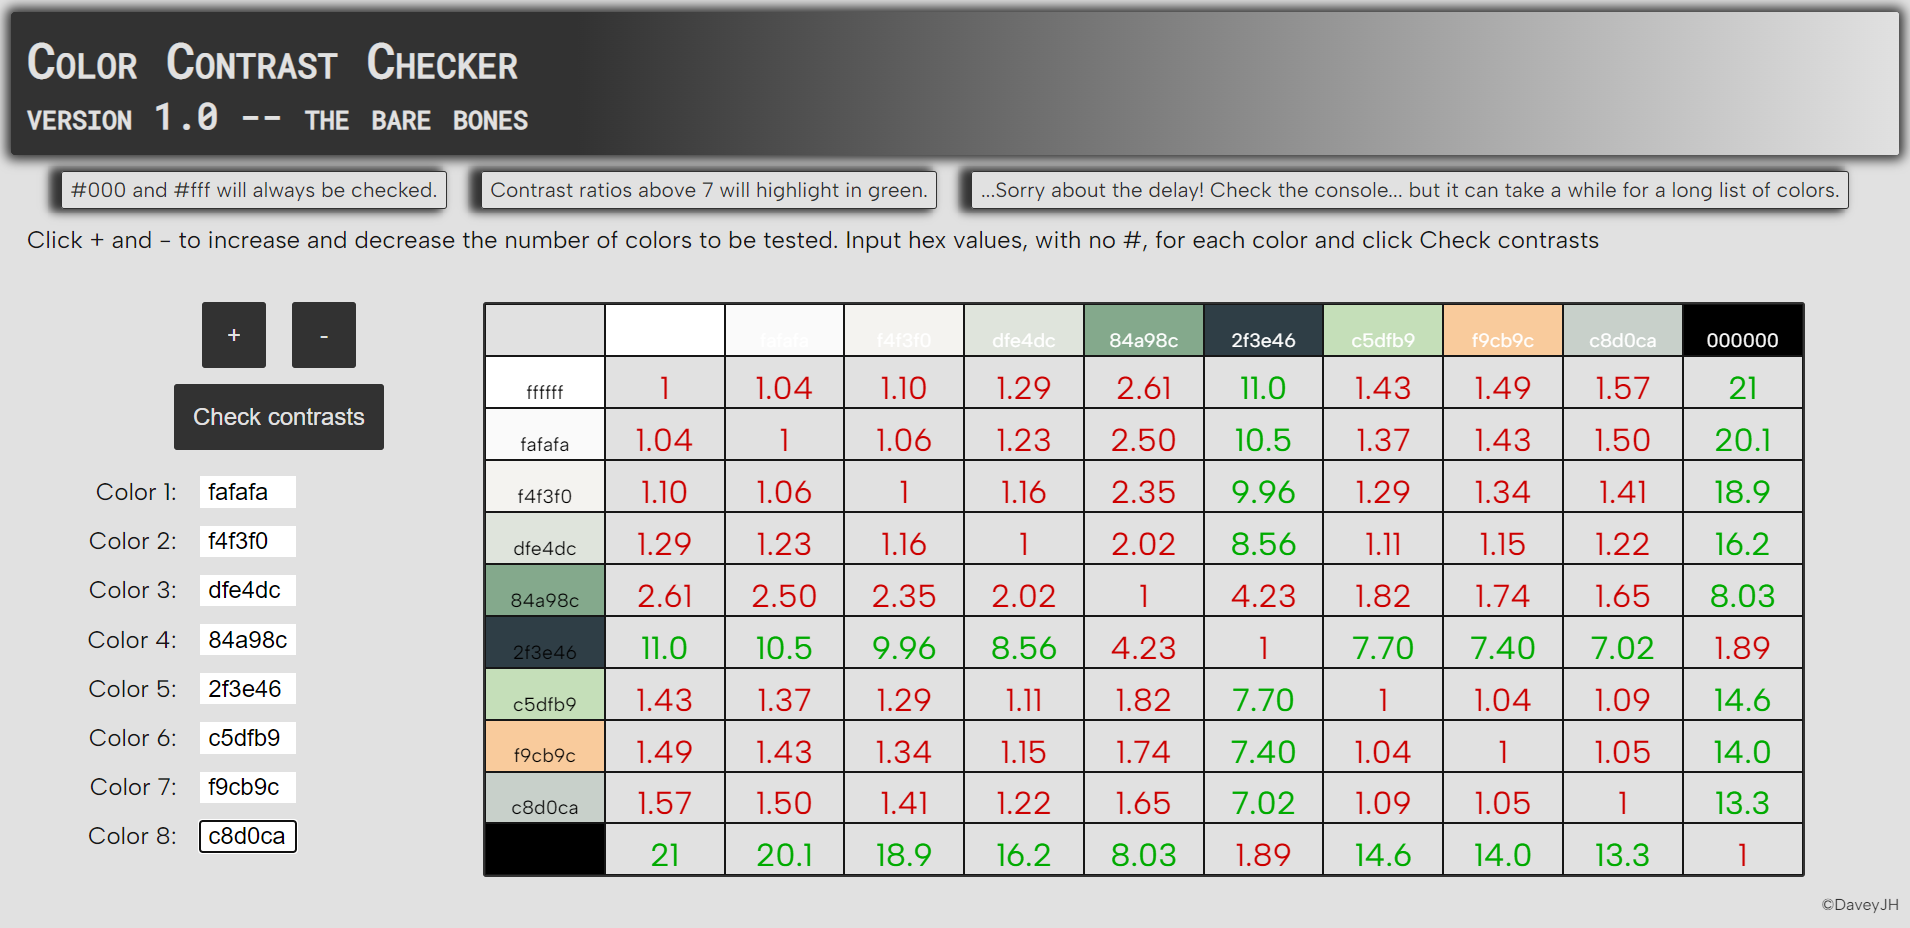 Color Contrast Checker
version 1.0 -- the bare bones
#000 and #fff will always be checked.
Contrast ratios above 7 will highlight in green.
...Sorry about the delay! Check the console... but it can take a while for a long list of colors.
Click + and - to increase and decrease the number of colors to be tested. Input hex values, with no #, for each color and click Check contrasts
+ -
Check contrasts
Color 1: fafafa
Color 2: f4f3f0
Color 3: dfe4dc
Color 4: 84a98c
Color 5: 2f3e46
Color 6: c5dfb9
Color 7: f9cb9c
Color 8: c8d0ca
fafafa f4f3f0 dfe4dc 84a98c 2f3e46 c5dfb9 f9cb9c c8d0ca 000000
ffffff 1 1.04 1.10 1.29 2.61 11.0 1.43 1.49 1.57 21
fafafa 1.04 1 1.06 1.23 2.50 10.5 1.37 1.43 1.50 20.1
f4f3f0 1.10 1.06 1 1.16 2.35 9.96 1.29 1.34 1.41 18.9
dfe4dc 1.29 1.23 1.16 1 2.02 8.56 1.11 1.15 1.22 16.2
84a98c 2.61 2.50 2.35 2.02 1 4.23 1.82 1.74 1.65 8.03
2f3e46 11.0 10.5 9.96 8.56 4.23 1 7.70 7.40 7.02 1.89
c5dfb9 1.43 1.37 1.29 1.11 1.82 7.70 1 1.04 1.09 14.6
f9cb9c 1.49 1.43 1.34 1.15 1.74 7.40 1.04 1 1.05 14.0
c8d0ca 1.57 1.50 1.41 1.22 1.65 7.02 1.09 1.05 1 13.3
21 20.1 18.9 16.2 8.03 1.89 14.6 14.0 13.3 1
©DaveyJH